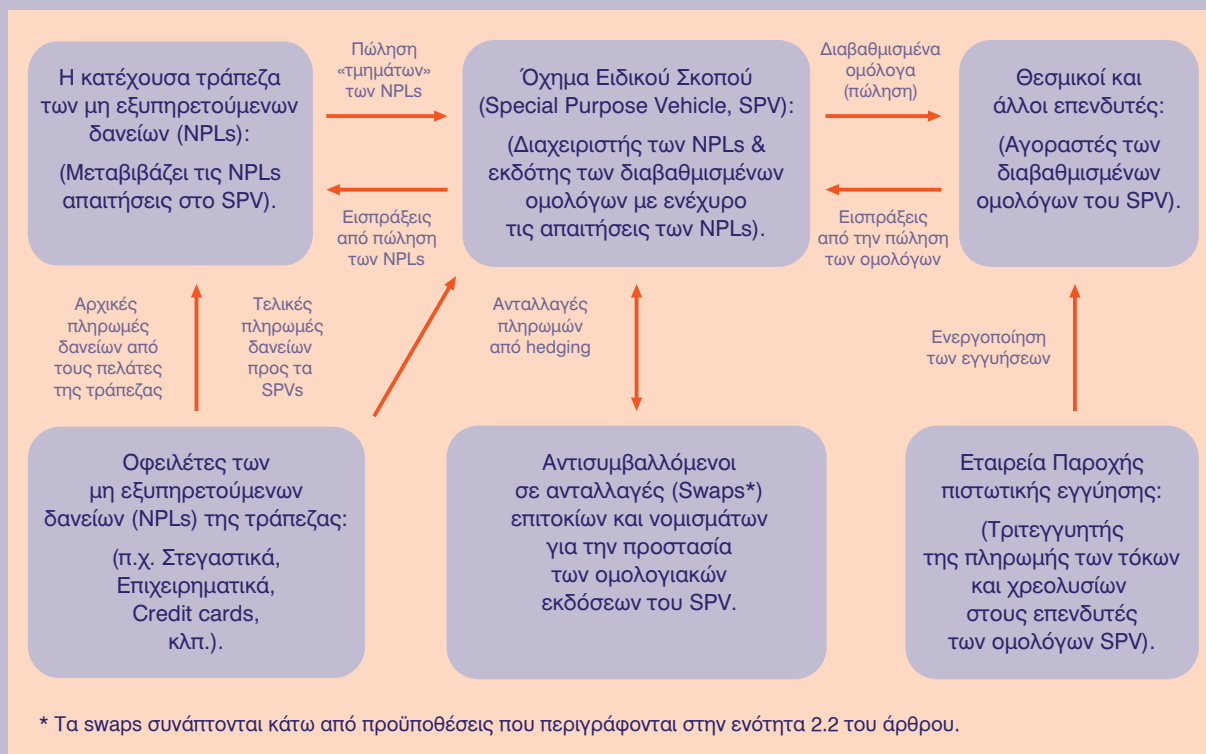 Η κατέχουσα τράπεζα
των μη εξυπηρετούμενων
δανείων (NPLs):
(Μεταβιβάζει τις NPLs
απαιτήσεις στο SPV).
Πώληση
«τμημάτων»
των NPLs
Εισπράξεις
από πώληση
των NPLs
Όχημα Ειδικού Σκοπού
(Special Purpose Vehicle, SPV):
(Διαχειριστής των NPLs &
εκδότης των διαβαθμισμένων
ομολόγων με ενέχυρο
τις απαιτήσεις των NPLs).
Διαβαθμισμένα
ομόλογα
(πώληση)
Εισπράξεις
από την πώληση
των ομολόγων
Θεσμικοί και
άλλοι επενδυτές:
(Αγοραστές των
διαβαθμισμένων
ομολόγων του SPV).
Αρχικές
πληρωμές
δανείων από
τους πελάτες
της τράπεζας
Τελικές
πληρωμές
δανείων
προς τα
SPVs
Ανταλλαγές
πληρωμών
από hedging
Ενεργοποίηση
των εγγυήσεων
Οφειλέτες των
μη εξυπηρετούμενων
δανείων (NPLs) της τράπεζας:
(π.χ. Στεγαστικά,
Επιχειρηματικά,
Credit cards,
κλπ.).
Αντισυμβαλλόμενοι
σε ανταλλαγές (Swaps*)
επιτοκίων και νομισμάτων
για την προστασία
των ομολογιακών
εκδόσεων του SPV.
Εταιρεία Παροχής
πιστωτικής εγγύησης:
(Τριτεγγυητής
της πληρωμής των τόκων
και χρεολυσίων
στους επενδυτές
των ομολόγων SPV).
* Τα swaps συνάπτονται κάτω από προϋποθέσεις που περιγράφονται στην ενότητα 2.2 του άρθρου.